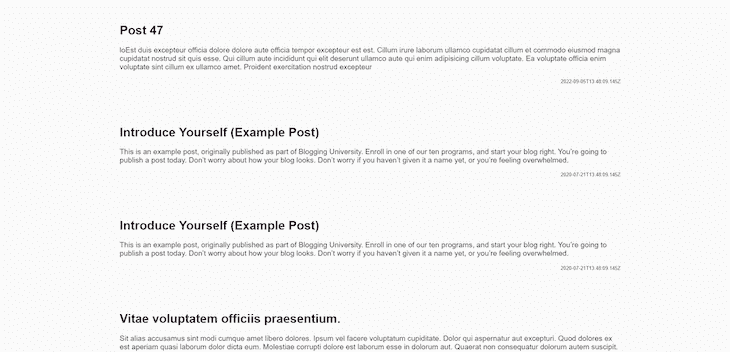 Post 47
loEst duis excepteur officia dolore dolore aute officia tempor excepteur est est. Cillum irure laborum ullamco cupidatat cillum et commodo eiusmod magna
cupidatat nostrud sit quis esse. Qui cillum aute incididunt qui elit deserunt ullamco aute qui enim adipisicing cillum voluptate. Ea voluptate officia enim
voluptate sint cillum ex ullamco amet. Proident exercitation nostrud excepteur
2022-09-05T13:48:09.145Z
Introduce Yourself (Example Post)
This is an example post, originally published as part of Blogging University. Enroll in one of our ten programs, and start your blog right. You're going to
publish a post today. Don't worry about how your blog looks. Don't worry if you haven't given it a name yet, or you're feeling overwhelmed.
2020-07-21T13:48:09.145Z
Introduce Yourself (Example Post)
This is an example post, originally published as part of Blogging University. Enroll in one of our ten programs, and start your blog right. You're going to
publish a post today. Don't worry about how your blog looks. Don't worry if you haven't given it a name yet, or you're feeling overwhelmed.
2020-07-21T13:48:09.145Z
Vitae voluptatem officiis praesentium.
Sit alias accusamus sint modi cumque amet libero dolores. Ipsum vel facere voluptatum cupiditate. Dolor qui aspernatur aut excepturi. Quod dolores ex
est aperiam quasi laborum dolor dicta eum. Molestiae corrupti dolore est laborum esse in dolorum aut. Quaerat non consequatur dolorum autem suscipit.